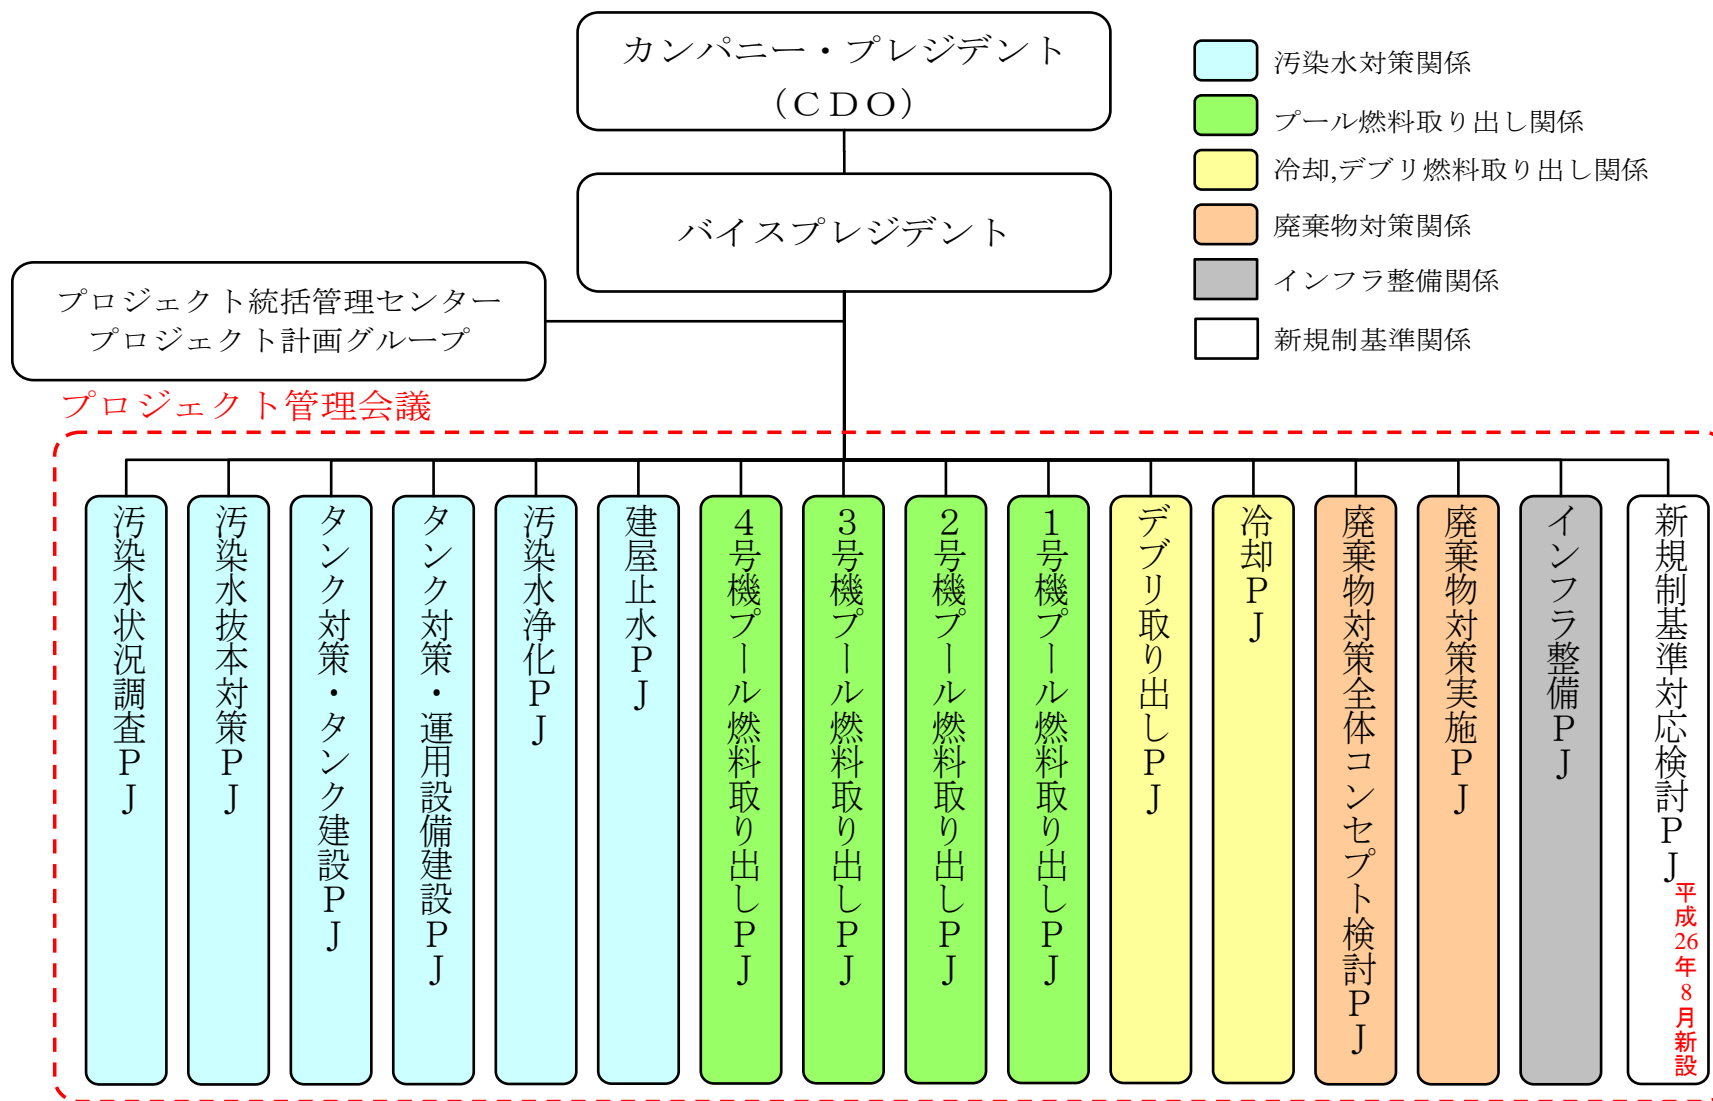 カンパニー・プレジデント
（ＣＤＯ）
バイスプレジデント
プロジェクト統括管理センター
プロジェクト計画グループ
汚染水対策関係
プール燃料取り出し関係
冷却,デブリ燃料取り出し関係
廃棄物対策関係
インフラ整備関係
新規制基準関係
プロジェクト管理会議
汚染水状況調査ＰＪ
汚染水抜本対策ＰＪ
タンク対策・タンク建設ＰＪ
タンク対策・運用設備建設ＰＪ
汚染水浄化ＰＪ
建屋止水ＰＪ
４号機プール燃料取り出しＰＪ
３号機プール燃料取り出しＰＪ
２号機プール燃料取り出しＰＪ
１号機プール燃料取り出しＰＪ
デブリ取り出しＰＪ
冷却ＰＪ
廃棄物対策全体コンセプト検討ＰＪ
廃棄物対策実施ＰＪ
インフラ整備ＰＪ
新規制基準対応検討ＰＪ
平成26年8月新設